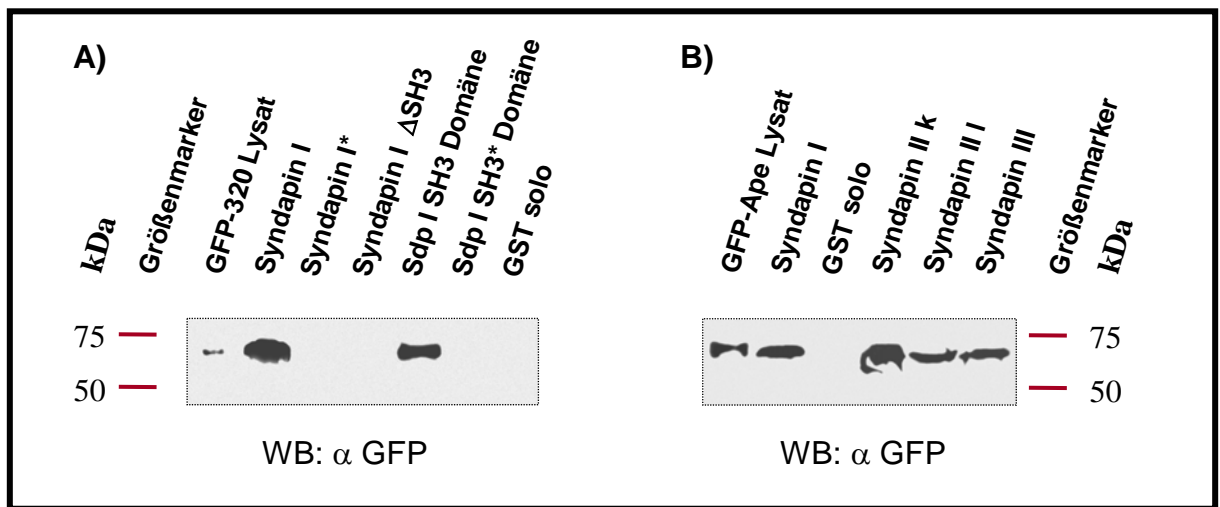 A)
kDa
Größenmarker
GFP-320 Lysat
Syndapin I
Syndapin I*
Syndapin I ΔSH3
Sdp I SH3 Domäne
Sdp I SH3* Domäne
GST solo
75
50
WB: α GFP
B)
GFP-Ape Lysat
Syndapin I
GST solo
Syndapin II k
Syndapin II l
Syndapin III
Größenmarker
kDa
75
50
WB: α GFP